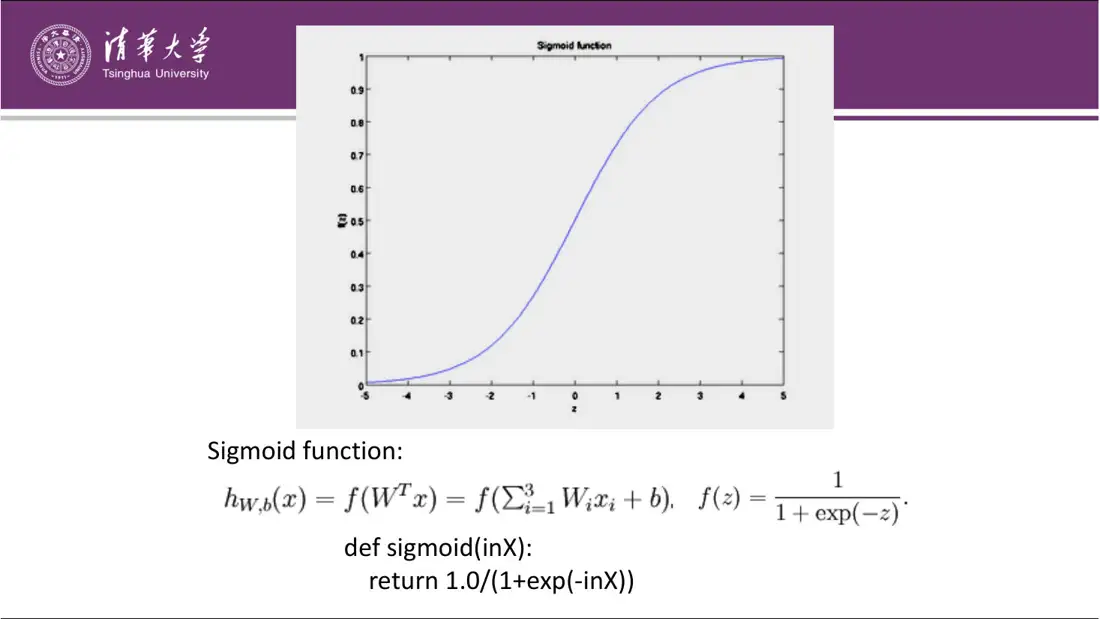 清华大学
Tsinghua University
Sigmoid function
1
0.9
0.8
0.7
0.6
0.5
0.4
0.3
0.2
0.1
0
f(z)
-5 -4 -3 -2 -1 0 1 2 3 4 5
z
Sigmoid function:
h_{W,b}(x) = f(W^T x) = f(∑_{i=1}^3 W_i x_i + b), f(z) = \frac{1}{1 + exp(−z)}.
def sigmoid(inX):
return 1.0/(1+exp(-inX))